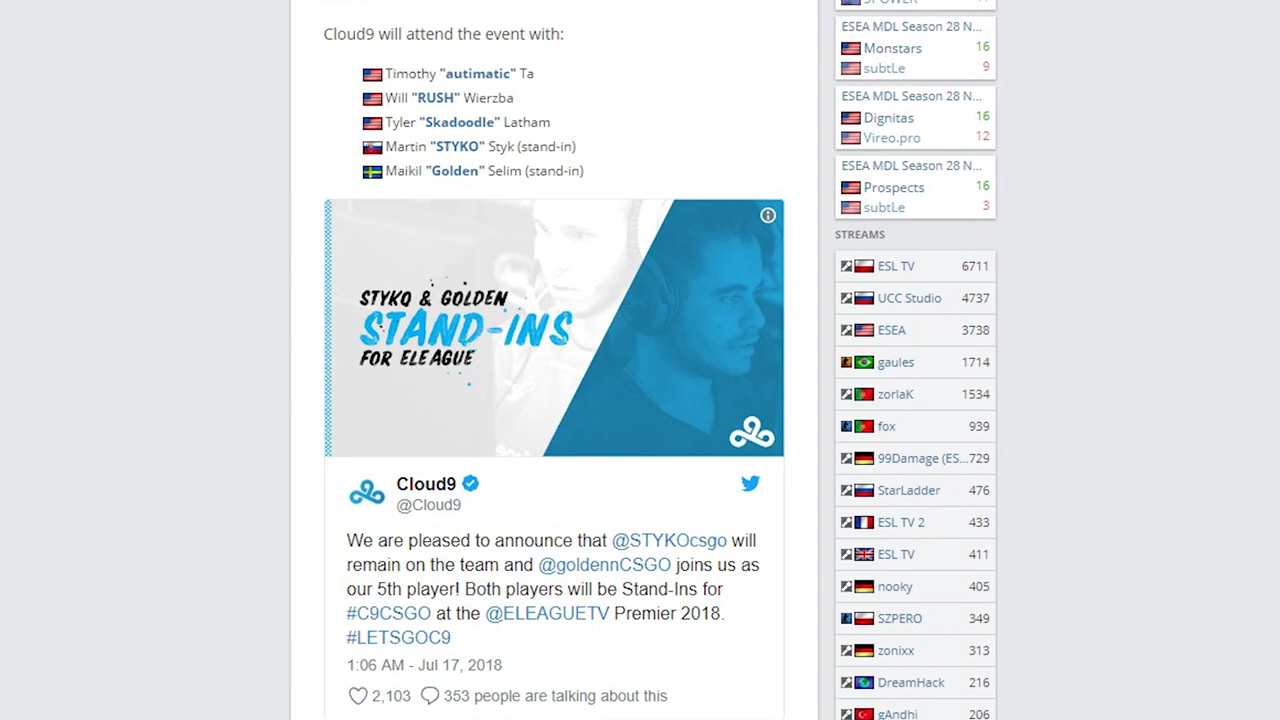 Cloud9 will attend the event with:
Timothy "autimatic" Ta
Will "RUSH" Wierzba
Tyler "Skadoodle" Latham
Martin "STYKO" Styk (stand-in)
Maikil "Golden" Selim (stand-in)
STYKO & GOLDEN
STAND-INS
FOR ELEAGUE
Cloud9
@Cloud9
We are pleased to announce that @STYKOcsgo will
remain on the team and @goldennCSGO joins us as
our 5th player! Both players will be Stand-Ins for
#C9CSGO at the @ELEAGUETV Premier 2018.
#LETSGOC9
1:06 AM - Jul 17, 2018
2,103 353 people are talking about this
ESEA MDL Season 28 N...
Monstars 16
subtLe 9
ESEA MDL Season 28 N...
Dignitas 16
Vireo.pro 12
ESEA MDL Season 28 N...
Prospects 16
subtLe 3
STREAMS
ESL TV 6711
UCC Studio 4737
ESEA 3738
gaules 1714
zorlaK 1534
fox 939
99Damage (ES... 729
StarLadder 476
ESL TV 2 433
ESL TV 411
nooky 405
SZPERO 349
zonixx 313
DreamHack 216
gAndhi 206